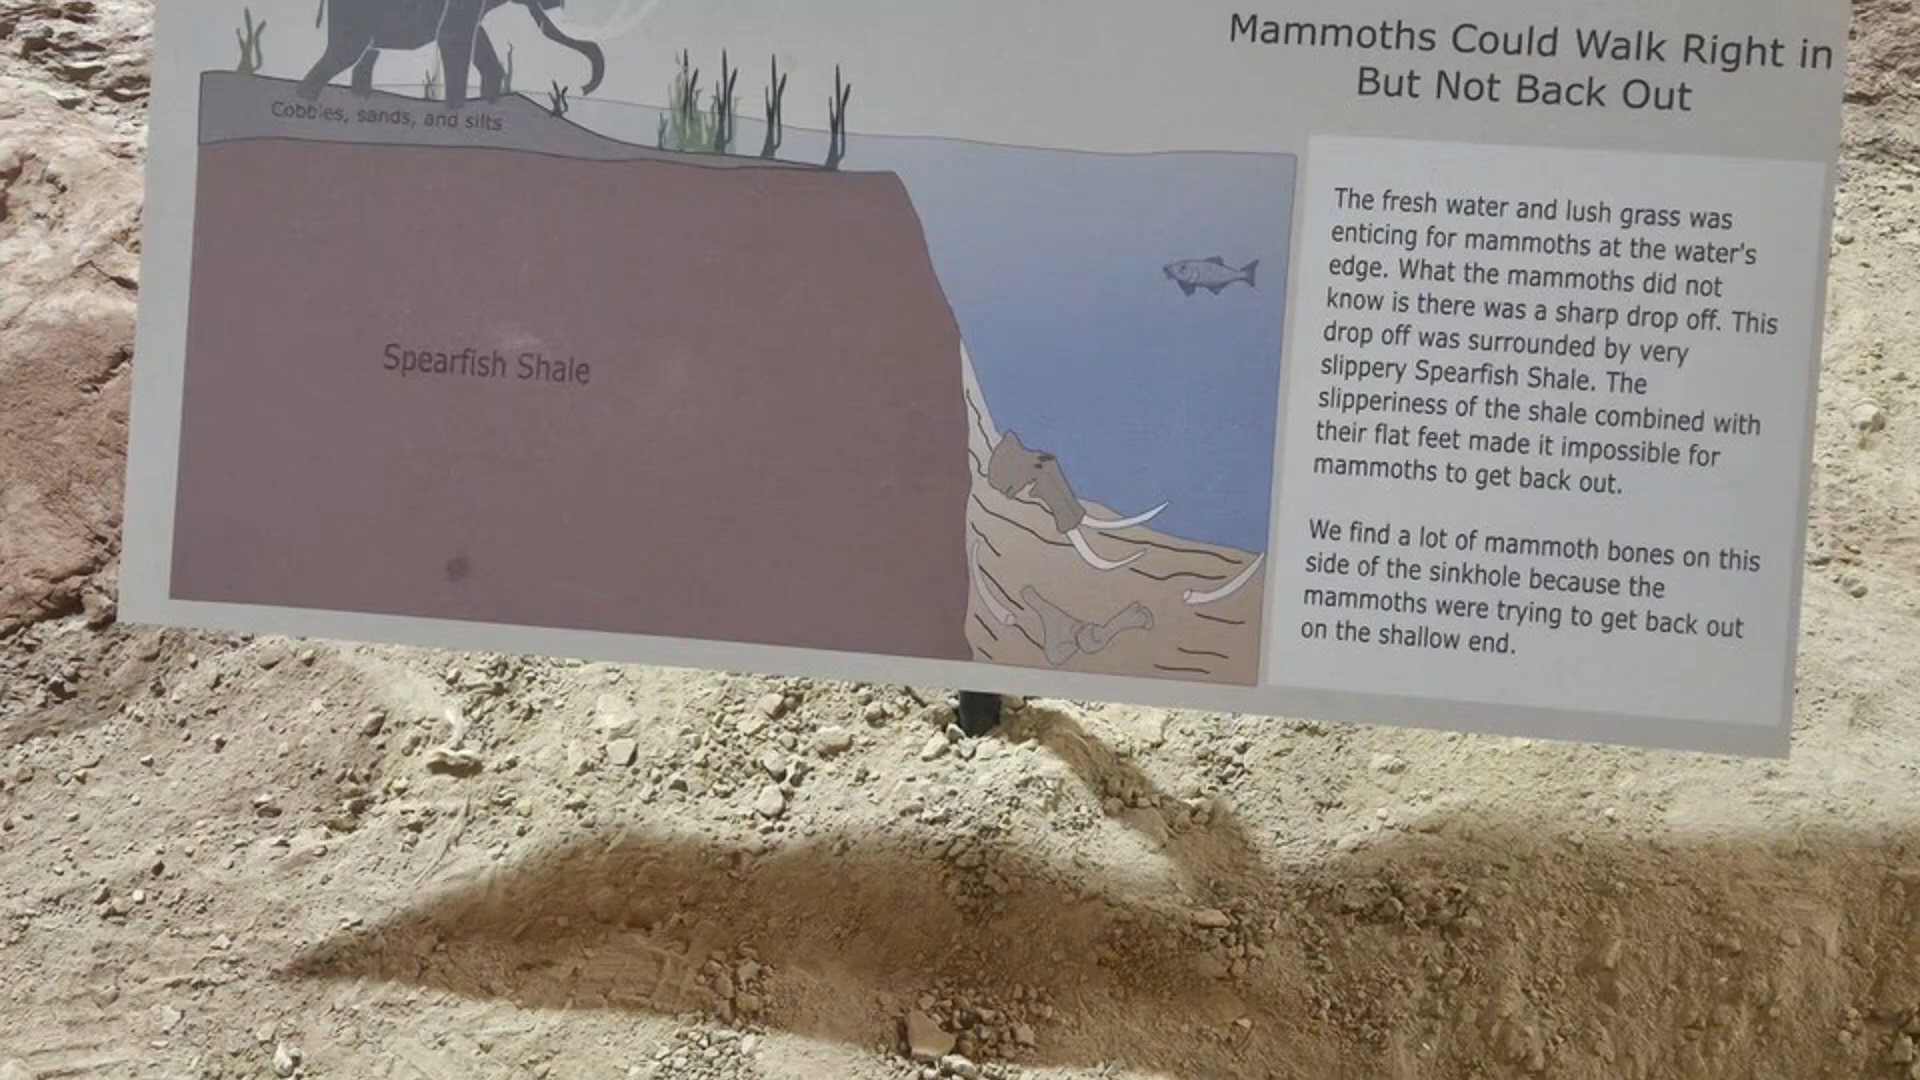 Mammoths Could Walk Right in
But Not Back Out
Cobbles, sands, and silts
Spearfish Shale
The fresh water and lush grass was
enticing for mammoths at the water's
edge. What the mammoths did not
know is there was a sharp drop off. This
drop off was surrounded by very
slippery Spearfish Shale. The
slipperiness of the shale combined with
their flat feet made it impossible for
mammoths to get back out.
We find a lot of mammoth bones on this
side of the sinkhole because the
mammoths were trying to get back out
on the shallow end.